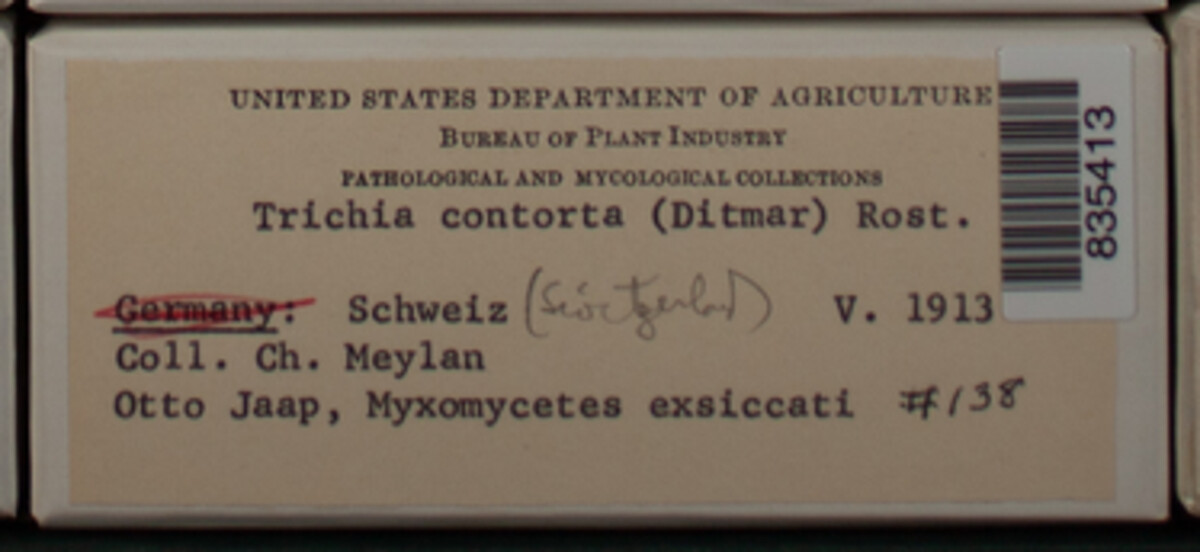 UNITED STATES DEPARTMENT OF AGRICULTURE
BUREAU OF PLANT INDUSTRY
PATHOLOGICAL AND MYCOLOGICAL COLLECTIONS
Trichia contorta (Ditmar) Rost.
Germany: Schweiz (Switzerland) V. 1913
Coll. Ch. Meylan
Otto Jaap, Myxomycetes exsiccati #138
835413